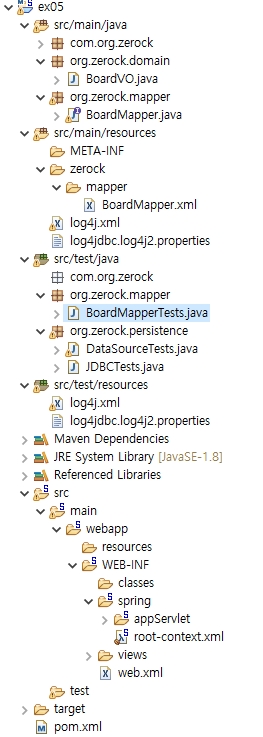 ex05
src/main/java
com.org.zerock
org.zerock.domain
BoardVO.java
org.zerock.mapper
BoardMapper.java
src/main/resources
META-INF
zerock
mapper
BoardMapper.xml
log4j.xml
log4jdbc.log4j2.properties
src/test/java
com.org.zerock
org.zerock.mapper
BoardMapperTests.java
org.zerock.persistence
DataSourceTests.java
JDBCTests.java
src/test/resources
log4j.xml
log4jdbc.log4j2.properties
Maven Dependencies
JRE System Library [JavaSE-1.8]
Referenced Libraries
src
main
webapp
resources
WEB-INF
classes
spring
appServlet
root-context.xml
views
web.xml
test
target
pom.xml